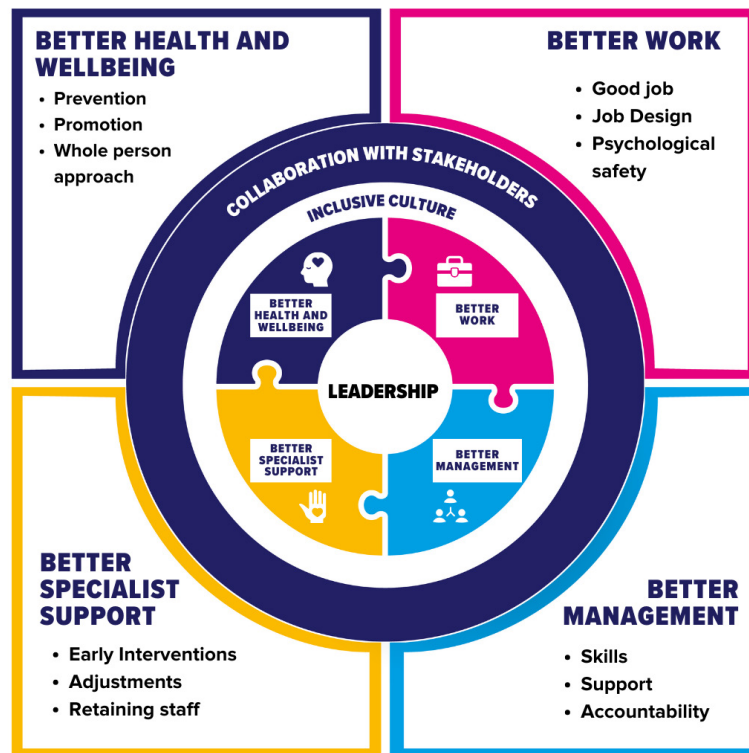 BETTER HEALTH AND
WELLBEING
• Prevention
• Promotion
• Whole person
approach
BETTER WORK
• Good job
• Job Design
• Psychological
safety
COLLABORATION WITH STAKEHOLDERS
INCLUSIVE CULTURE
BETTER
HEALTH AND
WELLBEING
BETTER
WORK
LEADERSHIP
BETTER
SPECIALIST
SUPPORT
BETTER
MANAGEMENT
BETTER
SPECIALIST
SUPPORT
• Early Interventions
• Adjustments
• Retaining staff
BETTER
MANAGEMENT
• Skills
• Support
• Accountability